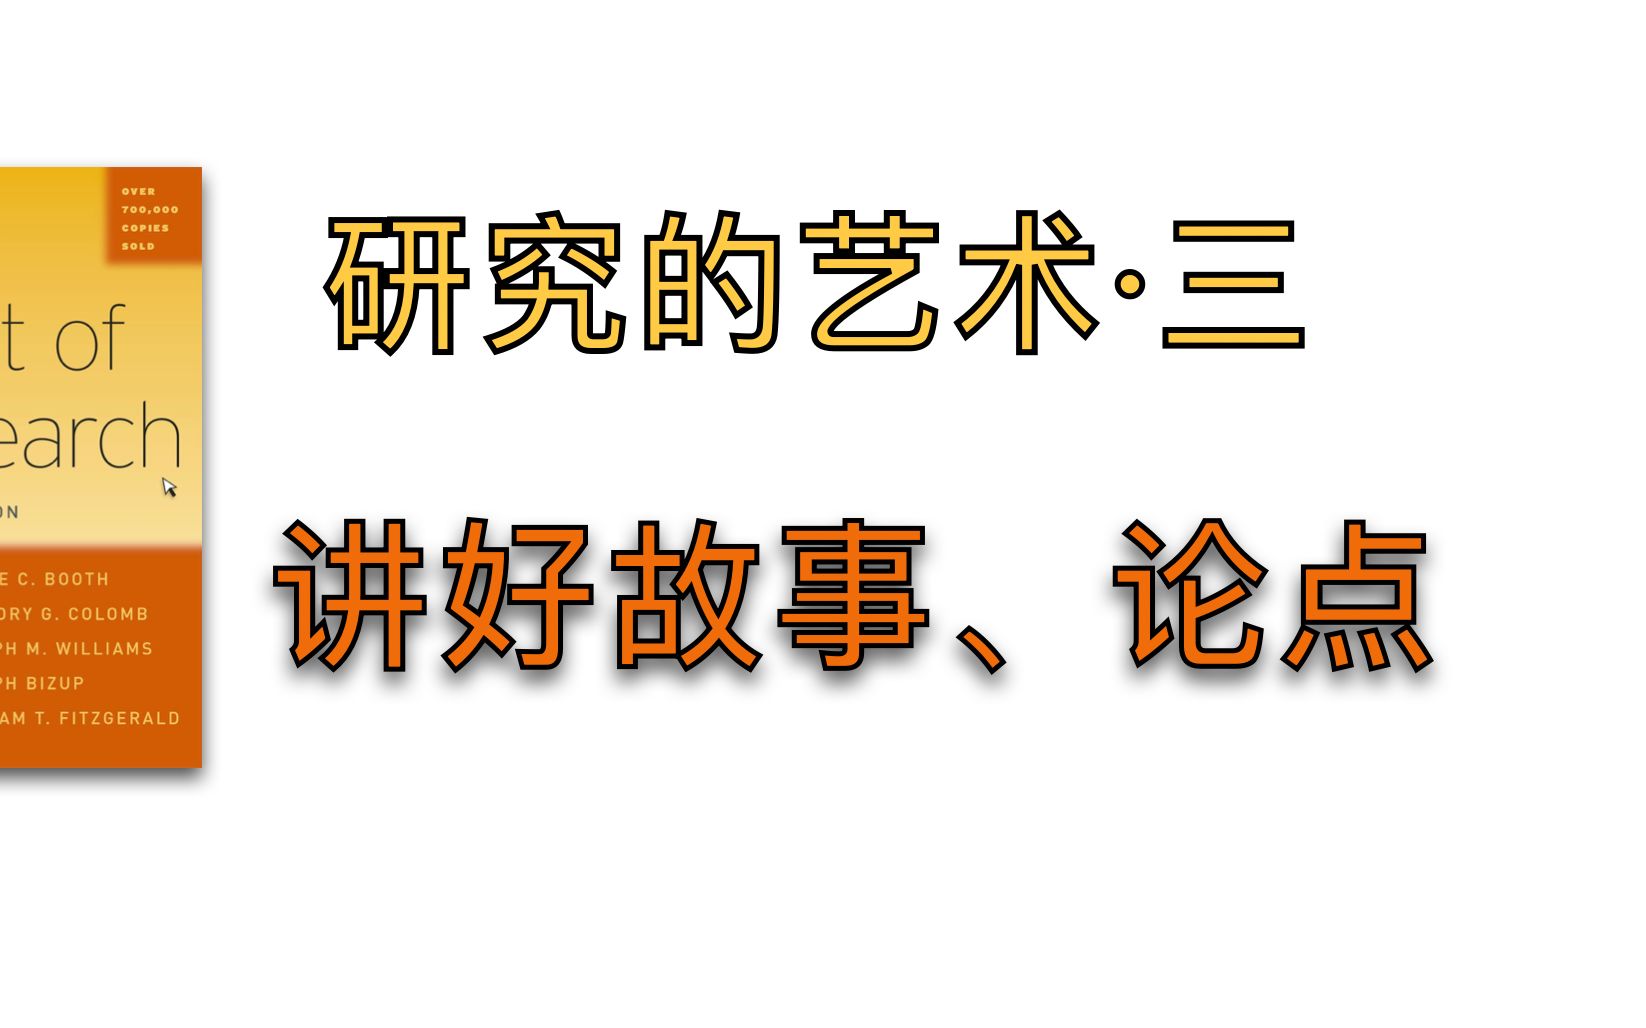 OVER
700,000
COPIES
SOLD
t of
earch
ON
E C. BOOTH
ORY G. COLOMB
PH M. WILLIAMS
PH BIZUP
AM T. FITZGERALD
研究的艺术·三
讲好故事、论点